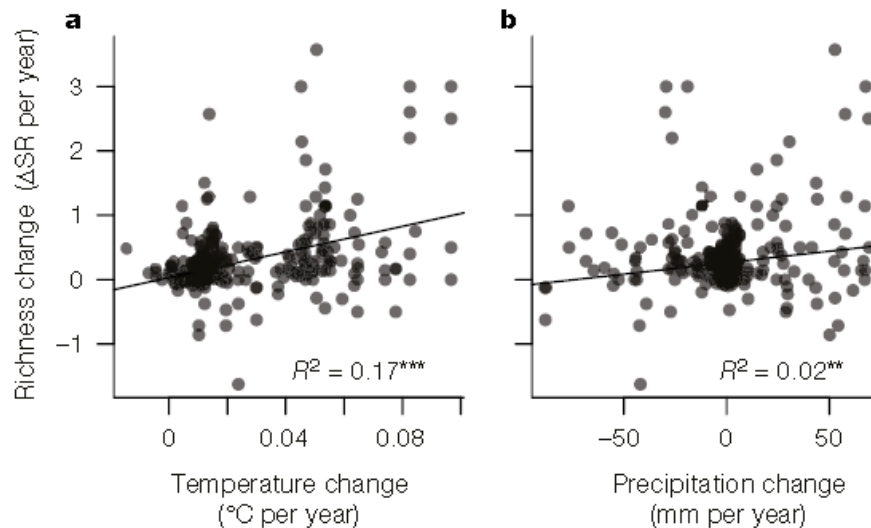 a
b
Richness change (ΔSR per year)
3
2
1
0
−1
R² = 0.17***
R² = 0.02**
0
0.04
0.08
−50
0
50
Temperature change
(°C per year)
Precipitation change
(mm per year)